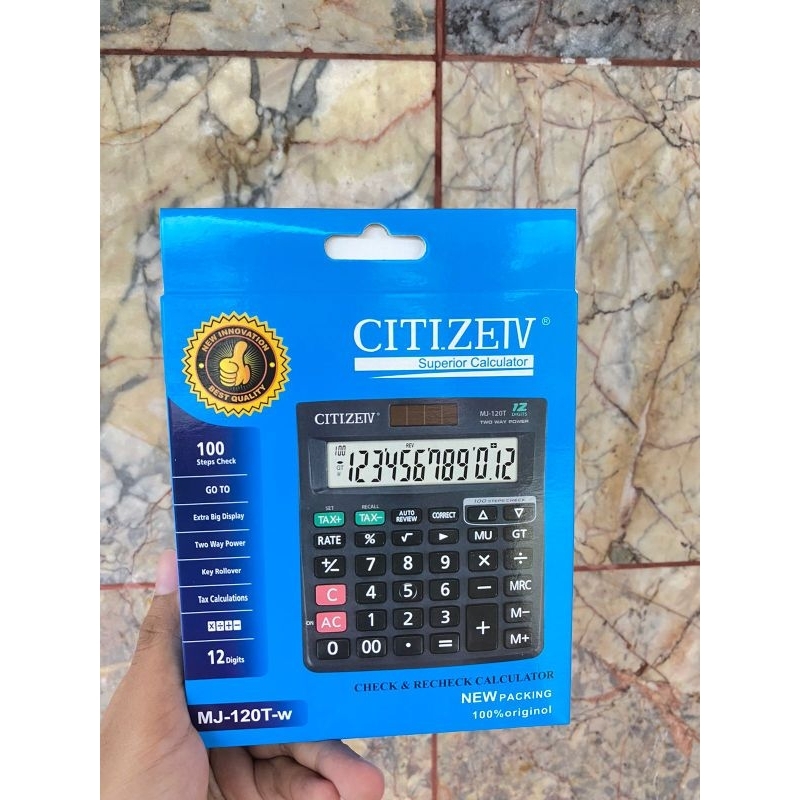 NEW INNOVATION
BEST QUALITY
CITIZEIV®
Superior Calculator
100
Steps Check
GO TO
Extra Big Display
Two Way Power
Key Rollover
Tax Calculations
×÷+−
12 Digits
MJ-120T-w
CITIZEIV®
MJ-120T
12
DIGITS
TWO WAY POWER
100 REV
GT
123456789012
SET RECALL 100 STEPS CHECK
TAX+ TAX− AUTO REVIEW CORRECT △ ▽
RATE % √ ► MU GT
+/− 7 8 9 × ÷
C 4 5 6 − MRC
ON AC 1 2 3 + M−
0 00 · = M+
CHECK & RECHECK CALCULATOR
NEW PACKING
100%originol